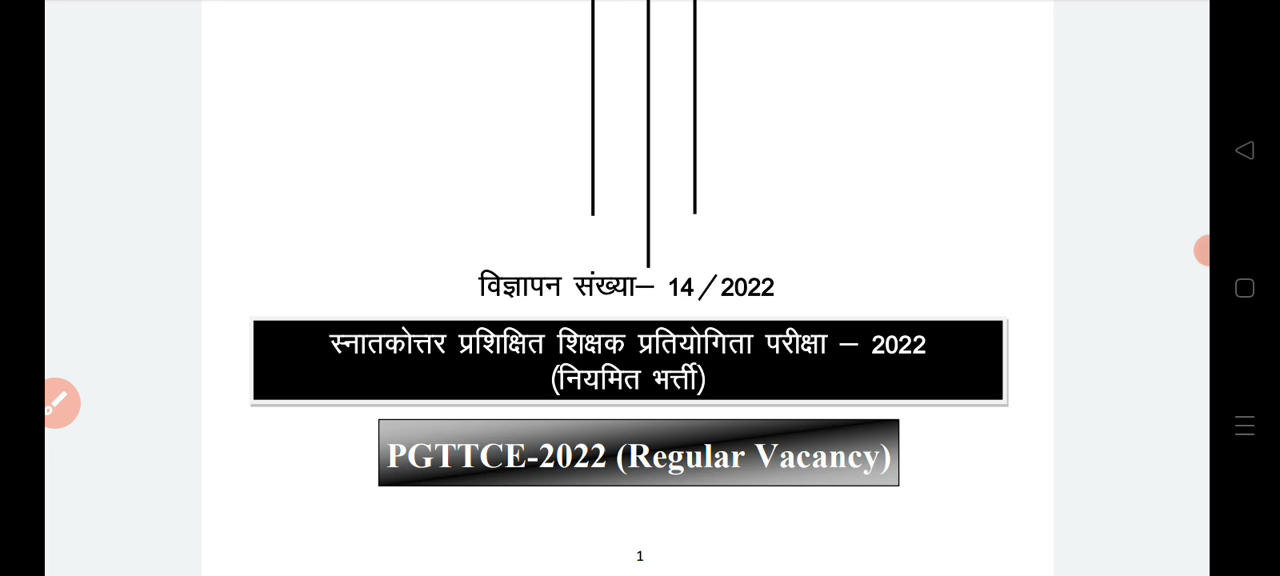 विज्ञापन संख्या– 14/2022
स्नातकोत्तर प्रशिक्षित शिक्षक प्रतियोगिता परीक्षा – 2022
(नियमित भर्त्ती)
PGTTCE-2022 (Regular Vacancy)
1